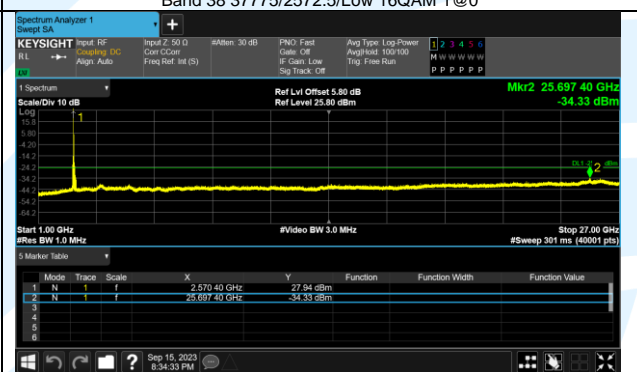 Band 38 37775/2572.5/Low 16QAM 1@0
Spectrum Analyzer 1
Swept SA
KEYSIGHT
RL
Input: RF
Coupling: DC
Align: Auto
Input Z: 50 Ω
Corr CCorr
Freq Ref: Int (S)
#Atten: 30 dB
PNO: Fast
Gate: Off
IF Gain: Low
Sig Track: Off
Avg Type: Log-Power
Avg|Hold: 100/100
Trig: Free Run
1 2 3 4 5 6
M W W W W W
P P P P P P
1 Spectrum
Scale/Div 10 dB
Ref Lvl Offset 5.80 dB
Ref Level 25.80 dBm
Mkr2 25.697 40 GHz
-34.33 dBm
Log
15.8
5.80
-4.20
-14.2
-24.2
-34.2
-44.2
-54.2
-64.2
1
2
Start 1.00 GHz
#Res BW 1.0 MHz
#Video BW 3.0 MHz
Stop 27.00 GHz
#Sweep 301 ms (40001 pts)
5 Marker Table
Mode Trace Scale X Y Function Function Width Function Value
1 N 1 f 2.570 40 GHz 27.94 dBm
2 N 1 f 25.697 40 GHz -34.33 dBm
3
4
5
6
?
Sep 15, 2023
8:34:33 PM